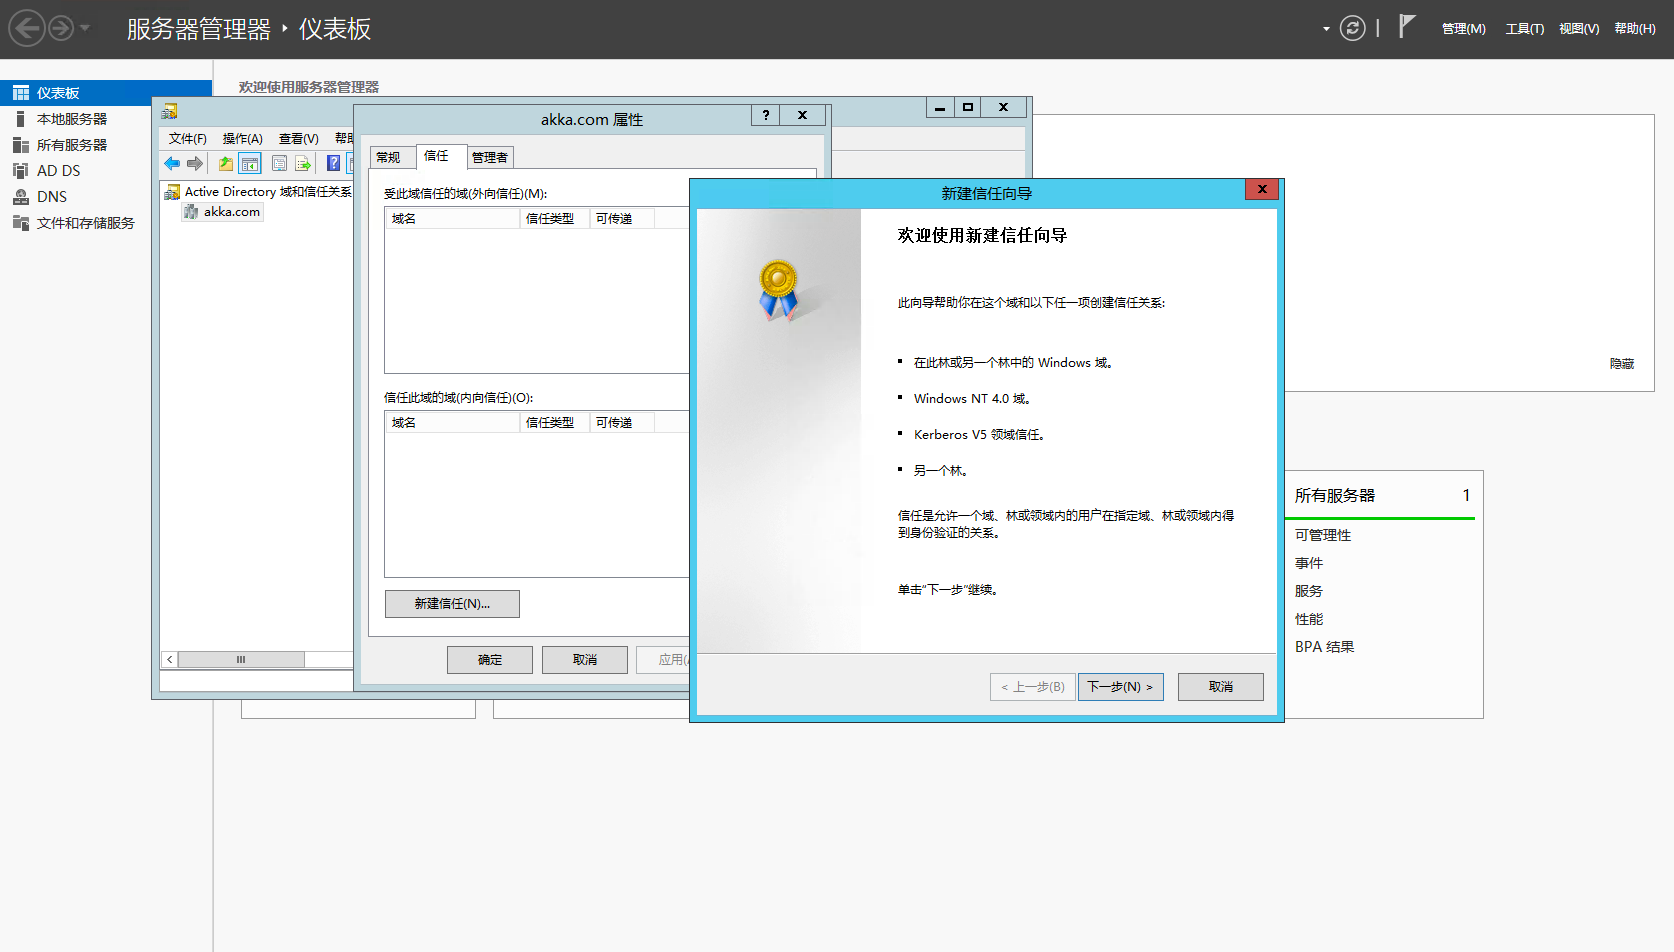 服务器管理器 ‣ 仪表板
管理(M) 工具(T) 视图(V) 帮助(H)
仪表板
本地服务器
所有服务器
AD DS
DNS
文件和存储服务
欢迎使用服务器管理器
文件(F) 操作(A) 查看(V)
Active Directory 域和信任关系
akka.com
akka.com 属性
常规 信任 管理者
受此域信任的域(外向信任)(M):
域名 信任类型 可传递
信任此域的域(内向信任)(O):
域名 信任类型 可传递
新建信任(N)...
确定 取消
新建信任向导
欢迎使用新建信任向导
此向导帮助你在这个域和以下任一项创建信任关系:
▪ 在此林或另一个林中的 Windows 域。
▪ Windows NT 4.0 域。
▪ Kerberos V5 领域信任。
▪ 另一个林。
信任是允许一个域、林或领域内的用户在指定域、林或领域内得
到身份验证的关系。
单击“下一步”继续。
< 上一步(B) 下一步(N) > 取消
隐藏
所有服务器 1
可管理性
事件
服务
性能
BPA 结果